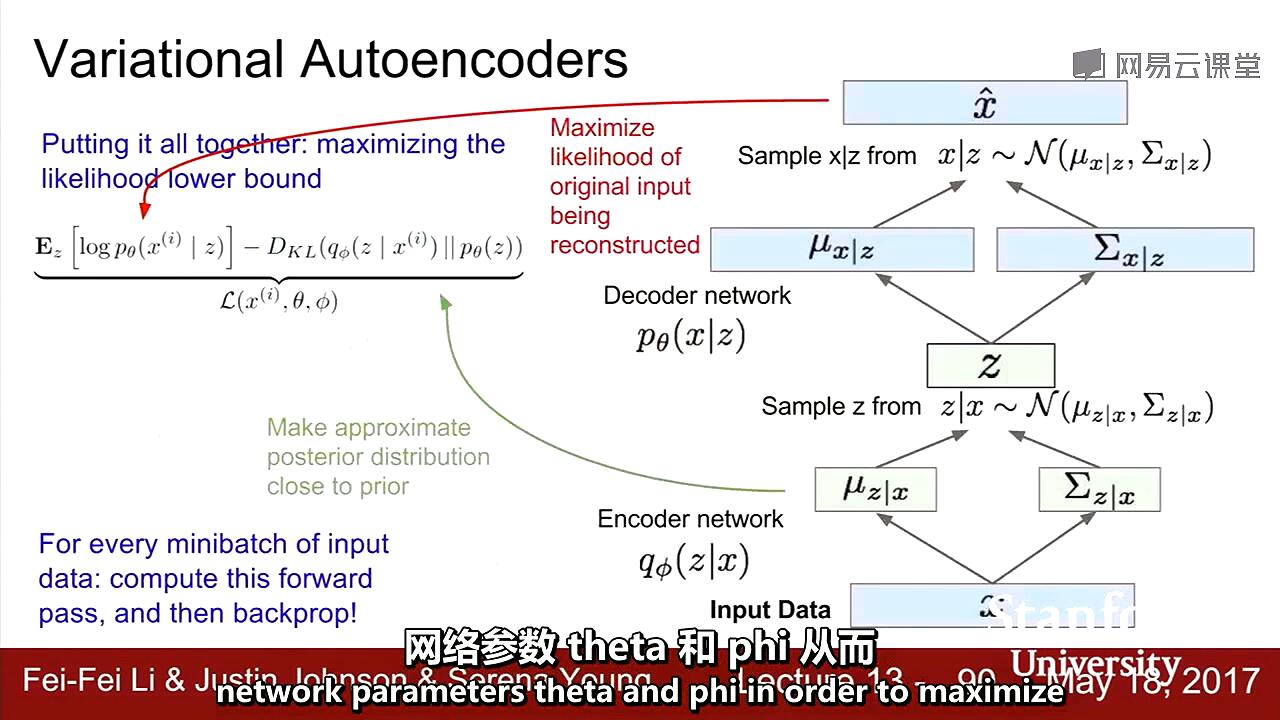 Variational Autoencoders
网易云课堂
Putting it all together: maximizing the
likelihood lower bound
$\mathbf{E}_z \left[ \log p_\theta(x^{(i)} \mid z) \right] - D_{KL}(q_\phi(z \mid x^{(i)}) \,||\, p_\theta(z))$
$\mathcal{L}(x^{(i)}, \theta, \phi)$
Maximize
likelihood of
original input
being
reconstructed
Make approximate
posterior distribution
close to prior
For every minibatch of input
data: compute this forward
pass, and then backprop!
$\hat{x}$
Sample x|z from $x|z \sim \mathcal{N}(\mu_{x|z}, \Sigma_{x|z})$
$\mu_{x|z}$ $\Sigma_{x|z}$
Decoder network
$p_\theta(x|z)$
$z$
Sample z from $z|x \sim \mathcal{N}(\mu_{z|x}, \Sigma_{z|x})$
$\mu_{z|x}$ $\Sigma_{z|x}$
Encoder network
$q_\phi(z|x)$
Input Data $x$
Stanfo
University
网络参数 theta 和 phi 从而
network parameters theta and phi in order to maximize
Fei-Fei Li & Justin Johnson & Serena Yeung Lecture 13 - May 18, 2017